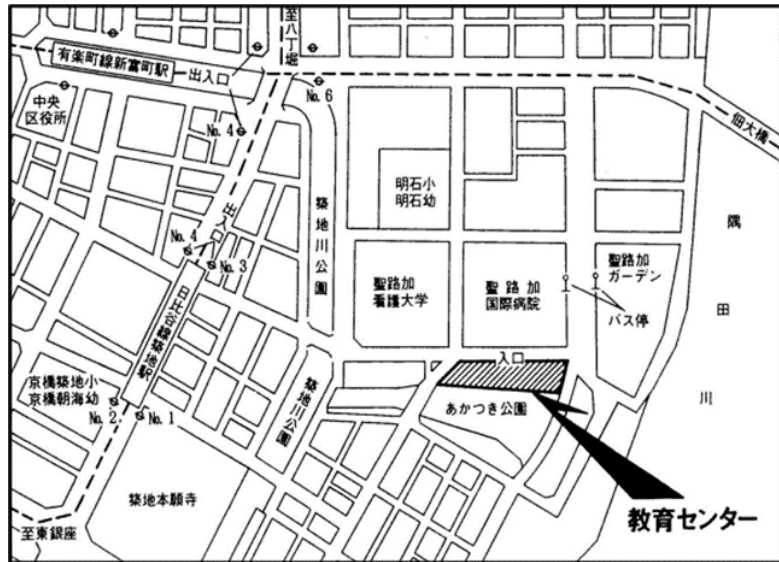 至八丁堀
有楽町線新富町駅
出入口
中央
区役所
No.4
No.6
佃大橋
明石小
明石幼
築地川公園
隅田川
出入口
No.4
No.3
聖路加
看護大学
聖路加
国際病院
聖路加
ガーデン
バス停
日比谷線築地駅
入口
京橋築地小
京橋朝海幼
No.2
No.1
築地川公園
あかつき公園
築地本願寺
教育センター
至東銀座